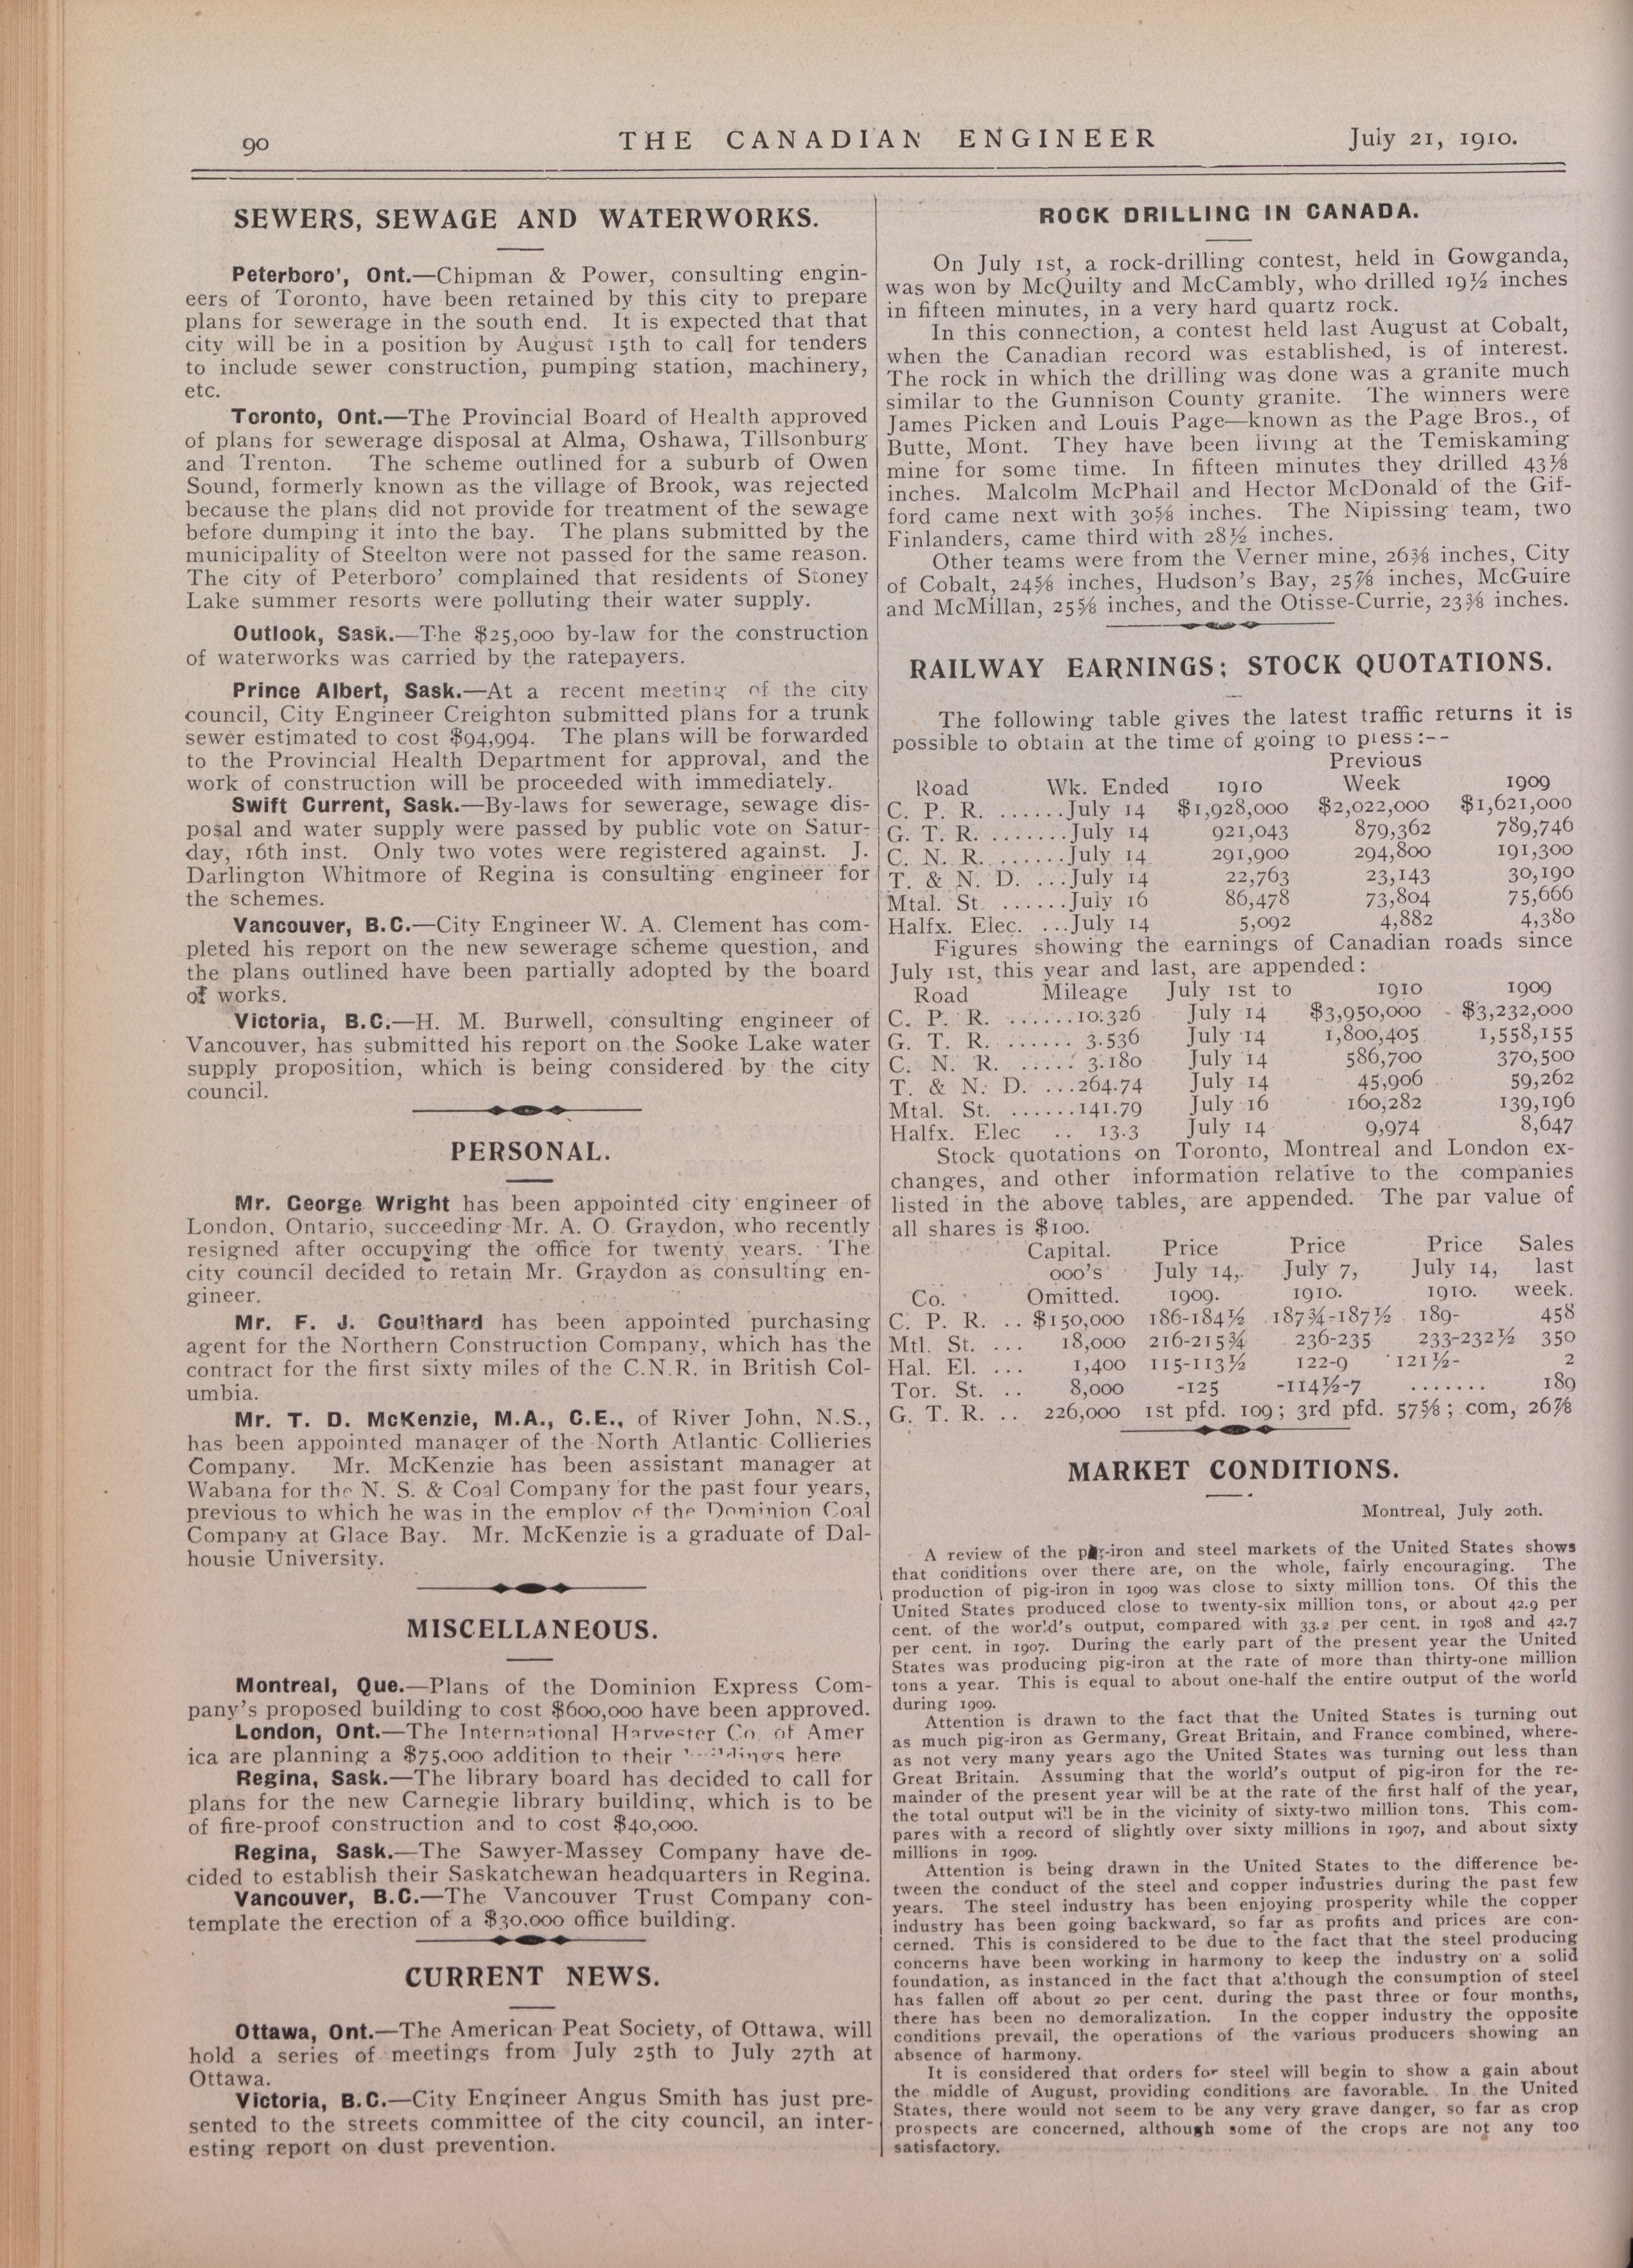 90
THE CANADIAN ENGINEER
July 21, 1910.
SEWERS, SEWAGE AND WATERWORKS.
Peterboro', Ont.—Chipman & Power, consulting engin-
eers of Toronto, have been retained by this city to prepare
plans for sewerage in the south end. It is expected that that
city will be in a position by August 15th to call for tenders
to include sewer construction, pumping station, machinery,
etc.
Toronto, Ont.—The Provincial Board of Health approved
of plans for sewerage disposal at Alma, Oshawa, Tillsonburg
and Trenton. The scheme outlined for a suburb of Owen
Sound, formerly known as the village of Brook, was rejected
because the plans did not provide for treatment of the sewage
before dumping it into the bay. The plans submitted by the
municipality of Steelton were not passed for the same reason.
The city of Peterboro' complained that residents of Stoney
Lake summer resorts were polluting their water supply.
Outlook, Sask.—The $25,000 by-law for the construction
of waterworks was carried by the ratepayers.
Prince Albert, Sask.—At a recent meeting of the city
council, City Engineer Creighton submitted plans for a trunk
sewer estimated to cost $94,994. The plans will be forwarded
to the Provincial Health Department for approval, and the
work of construction will be proceeded with immediately.
Swift Current, Sask.—By-laws for sewerage, sewage dis-
posal and water supply were passed by public vote on Satur-
day, 16th inst. Only two votes were registered against. J.
Darlington Whitmore of Regina is consulting engineer for
the schemes.
Vancouver, B.C.—City Engineer W. A. Clement has com-
pleted his report on the new sewerage scheme question, and
the plans outlined have been partially adopted by the board
of works.
Victoria, B.C.—H. M. Burwell, consulting engineer of
Vancouver, has submitted his report on the Sooke Lake water
supply proposition, which is being considered by the city
council.
PERSONAL.
Mr. George Wright has been appointed city engineer of
London, Ontario, succeeding Mr. A. O. Graydon, who recently
resigned after occupying the office for twenty years. The
city council decided to retain Mr. Graydon as consulting en-
gineer.
Mr. F. J. Coulthard has been appointed purchasing
agent for the Northern Construction Company, which has the
contract for the first sixty miles of the C.N.R. in British Col-
umbia.
Mr. T. D. McKenzie, M.A., C.E., of River John, N.S.,
has been appointed manager of the North Atlantic Collieries
Company. Mr. McKenzie has been assistant manager at
Wabana for the N. S. & Coal Company for the past four years,
previous to which he was in the employ of the Dominion Coal
Company at Glace Bay. Mr. McKenzie is a graduate of Dal-
housie University.
MISCELLANEOUS.
Montreal, Que.—Plans of the Dominion Express Com-
pany's proposed building to cost $600,000 have been approved.
London, Ont.—The International Harvester Co. of Amer
ica are planning a $75,000 addition to their here
Regina, Sask.—The library board has decided to call for
plans for the new Carnegie library building, which is to be
of fire-proof construction and to cost $40,000.
Regina, Sask.—The Sawyer-Massey Company have de-
cided to establish their Saskatchewan headquarters in Regina.
Vancouver, B.C.—The Vancouver Trust Company con-
template the erection of a $30,000 office building.
CURRENT NEWS.
Ottawa, Ont.—The American Peat Society, of Ottawa, will
hold a series of meetings from July 25th to July 27th at
Ottawa.
Victoria, B.C.—City Engineer Angus Smith has just pre-
sented to the streets committee of the city council, an inter-
esting report on dust prevention.
ROCK DRILLING IN CANADA.
On July 1st, a rock-drilling contest, held in Gowganda,
was won by McQuilty and McCambly, who drilled 19½ inches
in fifteen minutes, in a very hard quartz rock.
In this connection, a contest held last August at Cobalt,
when the Canadian record was established, is of interest.
The rock in which the drilling was done was a granite much
similar to the Gunnison County granite. The winners were
James Picken and Louis Page—known as the Page Bros., of
Butte, Mont. They have been living at the Temiskaming
mine for some time. In fifteen minutes they drilled 43⅛
inches. Malcolm McPhail and Hector McDonald of the Gif-
ford came next with 30⅝ inches. The Nipissing team, two
Finlanders, came third with 28½ inches.
Other teams were from the Verner mine, 26⅜ inches, City
of Cobalt, 24⅝ inches, Hudson's Bay, 25⅞ inches, McGuire
and McMillan, 25⅝ inches, and the Otisse-Currie, 23⅜ inches.
RAILWAY EARNINGS; STOCK QUOTATIONS.
The following table gives the latest traffic returns it is
possible to obtain at the time of going to press:--
Previous
Road Wk. Ended 1910 Week 1909
C. P. R. ......July 14 $1,928,000 $2,022,000 $1,621,000
G. T. R. .......July 14 921,043 879,362 789,746
C. N. R. .......July 14 291,900 294,800 191,300
T. & N. D. ...July 14 22,763 23,143 30,190
Mtal. St. ......July 16 86,478 73,804 75,666
Halfx. Elec. ...July 14 5,092 4,882 4,380
Figures showing the earnings of Canadian roads since
July 1st, this year and last, are appended:
Road Mileage July 1st to 1910 1909
C. P. R. ......10.326 July 14 $3,950,000 $3,232,000
G. T. R. ...... 3.536 July 14 1,800,405 1,558,155
C. N. R. ...... 3.180 July 14 586,700 370,500
T. & N. D. ...264.74 July 14 45,906 59,262
Mtal. St. ......141.79 July 16 160,282 139,196
Halfx. Elec .. 13.3 July 14 9,974 8,647
Stock quotations on Toronto, Montreal and London ex-
changes, and other information relative to the companies
listed in the above tables, are appended. The par value of
all shares is $100.
Capital. Price Price Price Sales
000's July 14, July 7, July 14, last
Co. Omitted. 1909. 1910. 1910. week.
C. P. R. .. $150,000 186-184½ 187¾-187½ 189- 458
Mtl. St. ... 18,000 216-215¾ 236-235 233-232½ 350
Hal. El. ... 1,400 115-113½ 122-9 121½- 2
Tor. St. .. 8,000 -125 -114½-7 ....... 189
G. T. R. .. 226,000 1st pfd. 109; 3rd pfd. 57⅝; com, 26⅞
MARKET CONDITIONS.
Montreal, July 20th.
A review of the pig-iron and steel markets of the United States shows
that conditions over there are, on the whole, fairly encouraging. The
production of pig-iron in 1909 was close to sixty million tons. Of this the
United States produced close to twenty-six million tons, or about 42.9 per
cent. of the world's output, compared with 33.2 per cent. in 1908 and 42.7
per cent. in 1907. During the early part of the present year the United
States was producing pig-iron at the rate of more than thirty-one million
tons a year. This is equal to about one-half the entire output of the world
during 1909.
Attention is drawn to the fact that the United States is turning out
as much pig-iron as Germany, Great Britain, and France combined, where-
as not very many years ago the United States was turning out less than
Great Britain. Assuming that the world's output of pig-iron for the re-
mainder of the present year will be at the rate of the first half of the year,
the total output will be in the vicinity of sixty-two million tons. This com-
pares with a record of slightly over sixty millions in 1907, and about sixty
millions in 1909.
Attention is being drawn in the United States to the difference be-
tween the conduct of the steel and copper industries during the past few
years. The steel industry has been enjoying prosperity while the copper
industry has been going backward, so far as profits and prices are con-
cerned. This is considered to be due to the fact that the steel producing
concerns have been working in harmony to keep the industry on a solid
foundation, as instanced in the fact that although the consumption of steel
has fallen off about 20 per cent. during the past three or four months,
there has been no demoralization. In the copper industry the opposite
conditions prevail, the operations of the various producers showing an
absence of harmony.
It is considered that orders for steel will begin to show a gain about
the middle of August, providing conditions are favorable. In the United
States, there would not seem to be any very grave danger, so far as crop
prospects are concerned, although some of the crops are not any too
satisfactory.